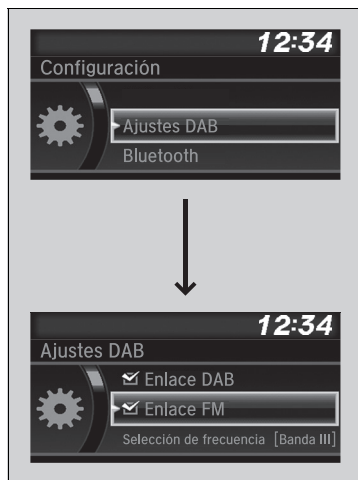 12:34
Configuración
Ajustes DAB
Bluetooth
12:34
Ajustes DAB
Enlace DAB
Enlace FM
Selección de frecuencia [Banda III]